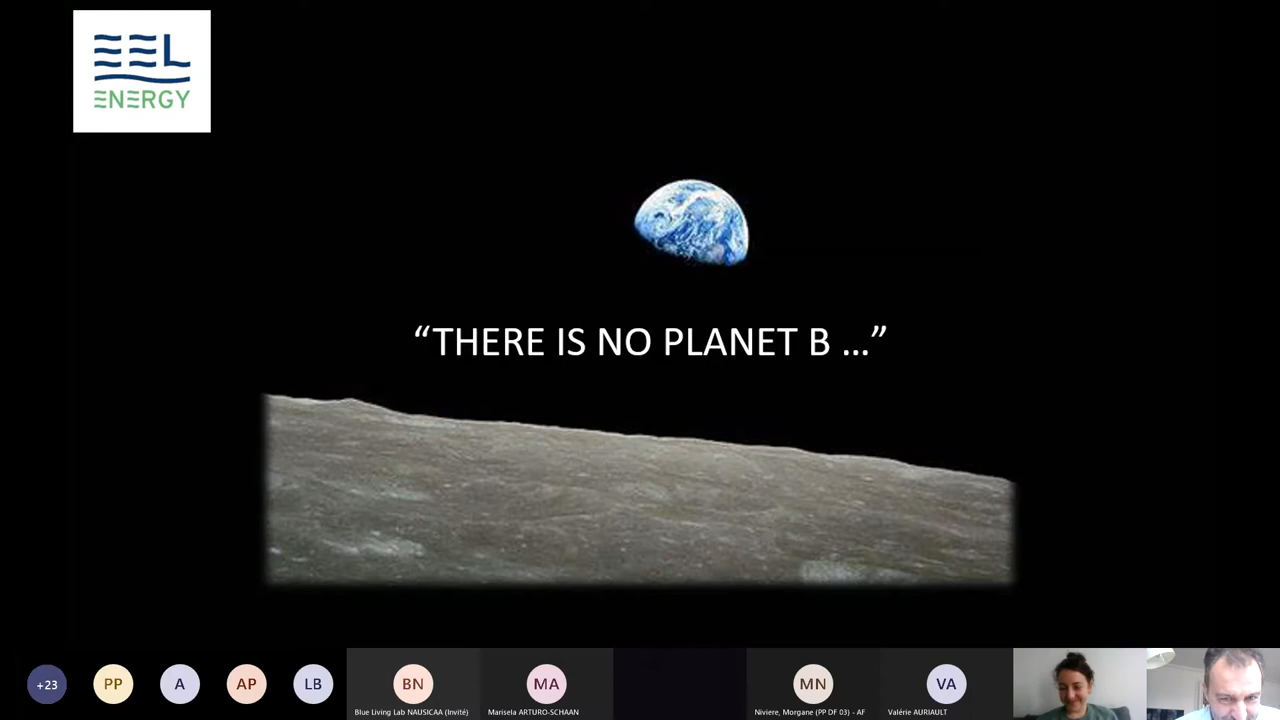 EEL
ENERGY
“THERE IS NO PLANET B ...”
+23
PP
A
AP
LB
BN
MA
MN
VA
Blue Living Lab NAUSICAA (Invité)
Marisela ARTURO-SCHAAN
Niviere, Morgane (PP DF 03) - AF
Valérie AURIAULT